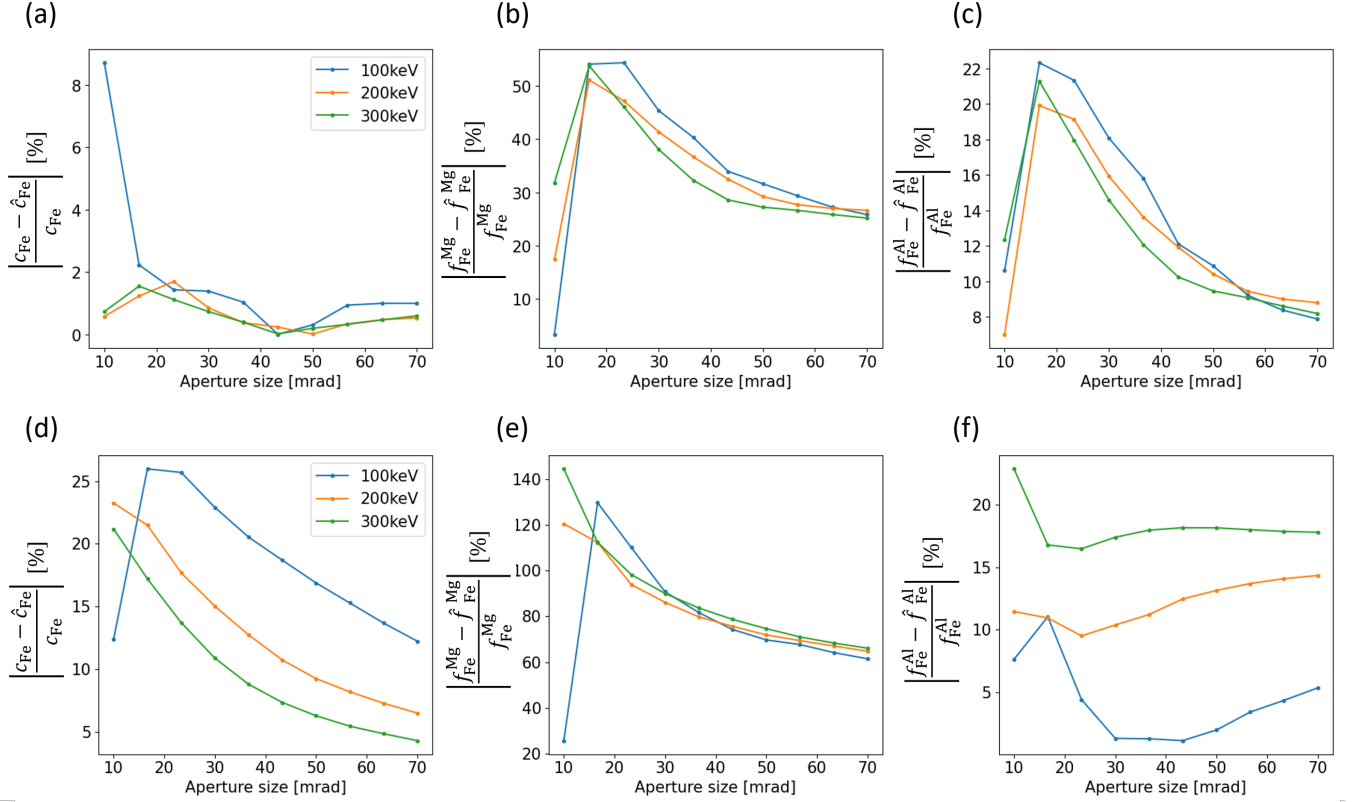 (a)
8
6
4
2
0
10 20 30 40 50 60 70
Aperture size [mrad]
|c_Fe − ĉ_Fe / c_Fe| [%]
100keV
200keV
300keV
(b)
50
40
30
20
10
10 20 30 40 50 60 70
Aperture size [mrad]
|f_Fe^Mg − f̂_Fe^Mg / f_Fe^Mg| [%]
(c)
22
20
18
16
14
12
10
8
10 20 30 40 50 60 70
Aperture size [mrad]
|f_Fe^Al − f̂_Fe^Al / f_Fe^Al| [%]
(d)
25
20
15
10
5
10 20 30 40 50 60 70
Aperture size [mrad]
|c_Fe − ĉ_Fe / c_Fe| [%]
100keV
200keV
300keV
(e)
140
120
100
80
60
40
20
10 20 30 40 50 60 70
Aperture size [mrad]
|f_Fe^Mg − f̂_Fe^Mg / f_Fe^Mg| [%]
(f)
20
15
10
5
10 20 30 40 50 60 70
Aperture size [mrad]
|f_Fe^Al − f̂_Fe^Al / f_Fe^Al| [%]